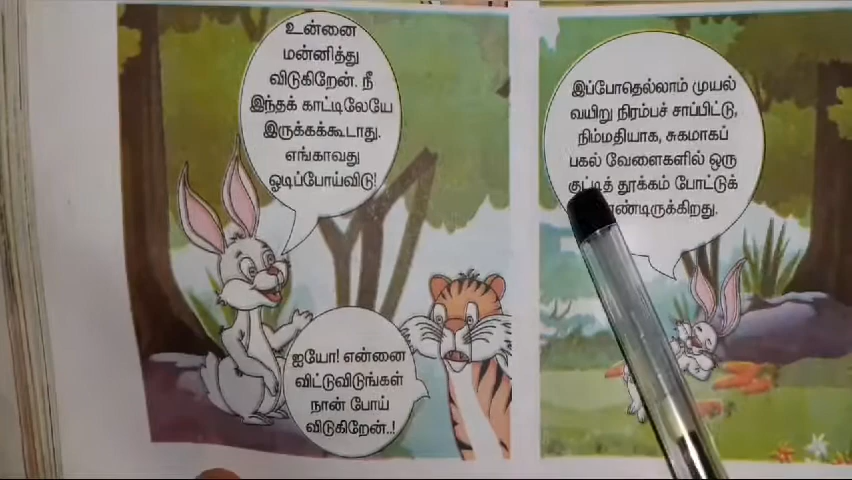 உன்னை
மன்னித்து
விடுகிறேன். நீ
இந்தக் காட்டிலேயே
இருக்கக்கூடாது.
எங்காவது
ஓடிப்போய்விடு!
ஐயோ! என்னை
விட்டுவிடுங்கள்
நான் போய்
விடுகிறேன்..!
இப்போதெல்லாம் முயல்
வயிறு நிரம்பச் சாப்பிட்டு,
நிம்மதியாக, சுகமாகப்
பகல் வேளைகளில் ஒரு
குட்டித் தூக்கம் போட்டுக்